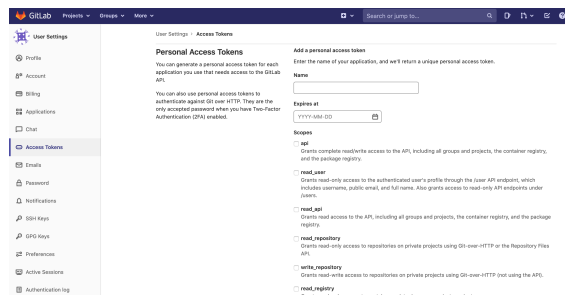 GitLab Projects Groups More Search or jump to...
User Settings
Profile
Account
Billing
Applications
Chat
Access Tokens
Emails
Password
Notifications
SSH Keys
GPG Keys
Preferences
Active Sessions
Authentication log
User Settings > Access Tokens
Personal Access Tokens
You can generate a personal access token for each
application you use that needs access to the GitLab
API.
You can also use personal access tokens to
authenticate against Git over HTTP. They are the
only accepted password when you have Two-Factor
Authentication (2FA) enabled.
Add a personal access token
Enter the name of your application, and we'll return a unique personal access token.
Name
Expires at
YYYY-MM-DD
Scopes
api
Grants complete read/write access to the API, including all groups and projects, the container registry,
and the package registry.
read_user
Grants read-only access to the authenticated user's profile through the /user API endpoint, which
includes username, public email, and full name. Also grants access to read-only API endpoints under
/users.
read_api
Grants read access to the API, including all groups and projects, the container registry, and the package
registry.
read_repository
Grants read-only access to repositories on private projects using Git-over-HTTP or the Repository Files
API.
write_repository
Grants read-write access to repositories on private projects using Git-over-HTTP (not using the API).
read_registry